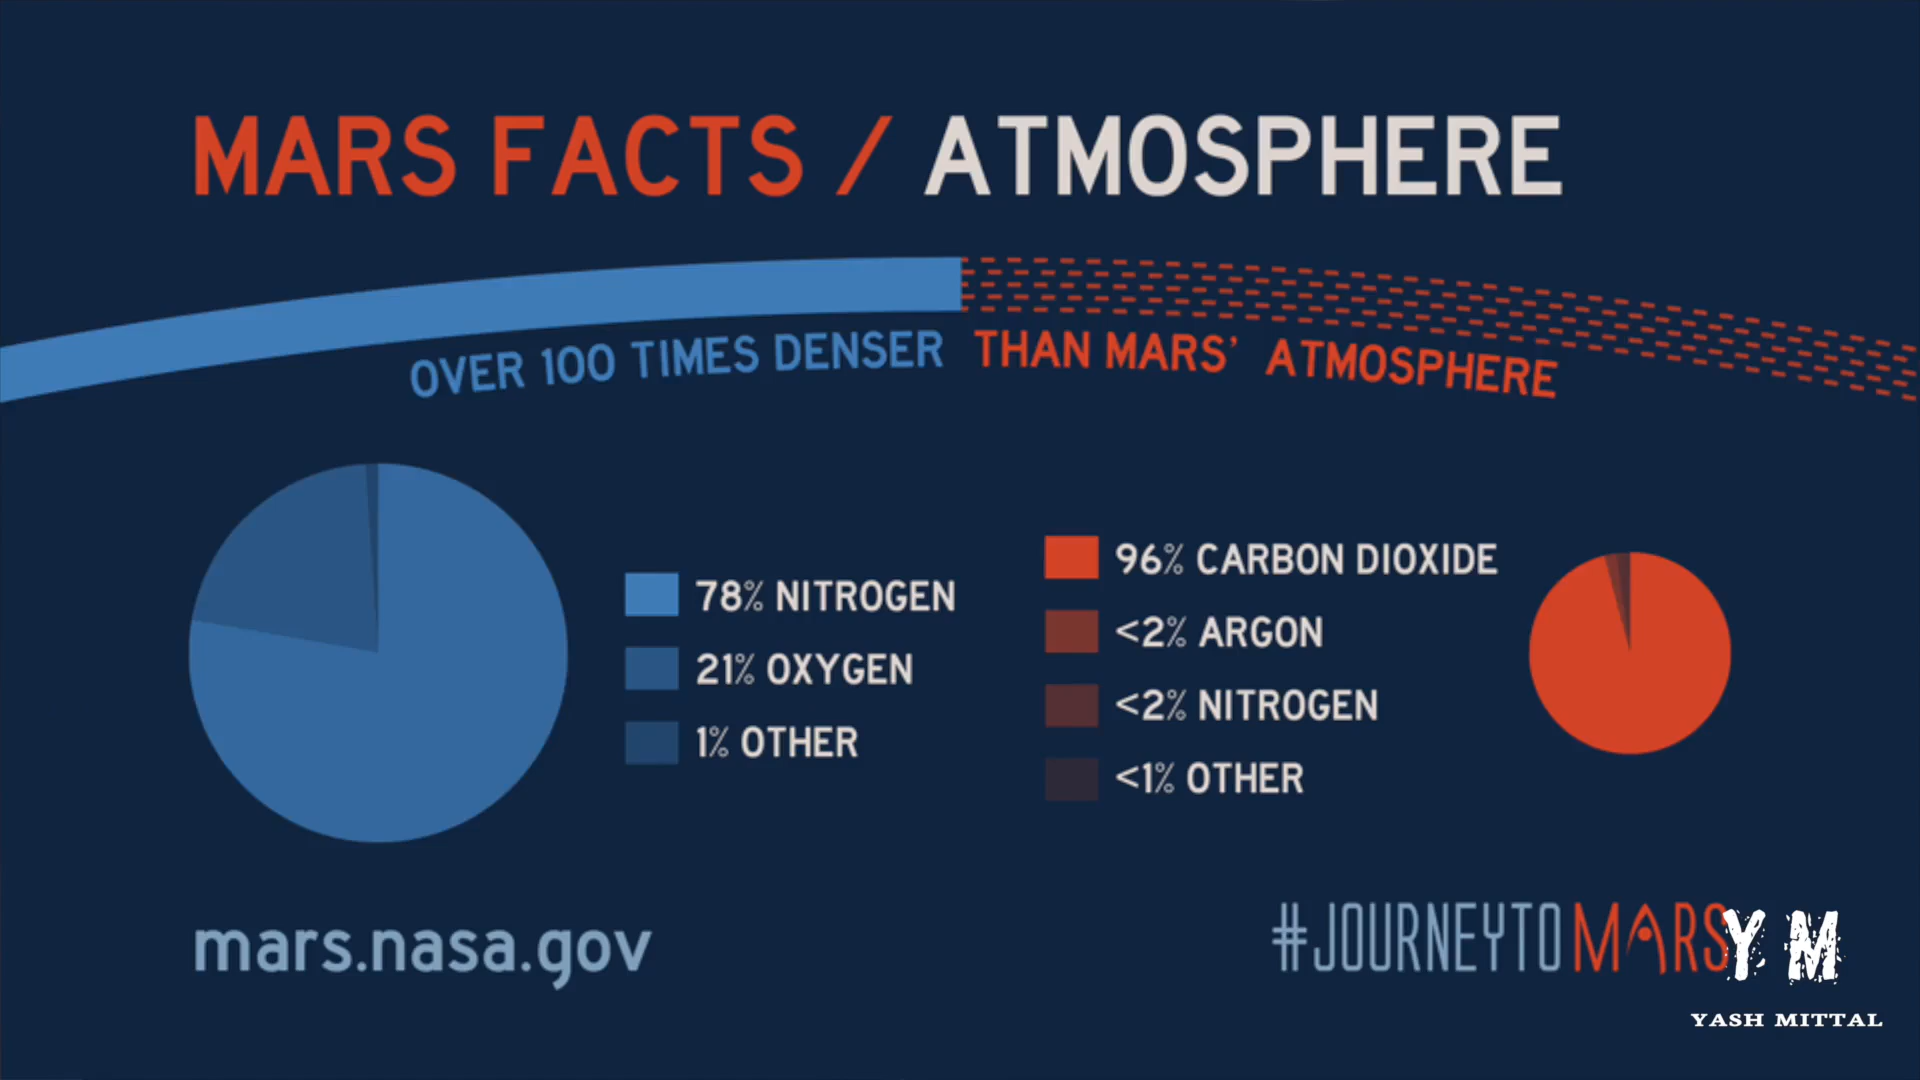 MARS FACTS / ATMOSPHERE
OVER 100 TIMES DENSER THAN MARS' ATMOSPHERE
78% NITROGEN
21% OXYGEN
1% OTHER
96% CARBON DIOXIDE
<2% ARGON
<2% NITROGEN
<1% OTHER
mars.nasa.gov
#JOURNEYTOMARS
Y M
YASH MITTAL